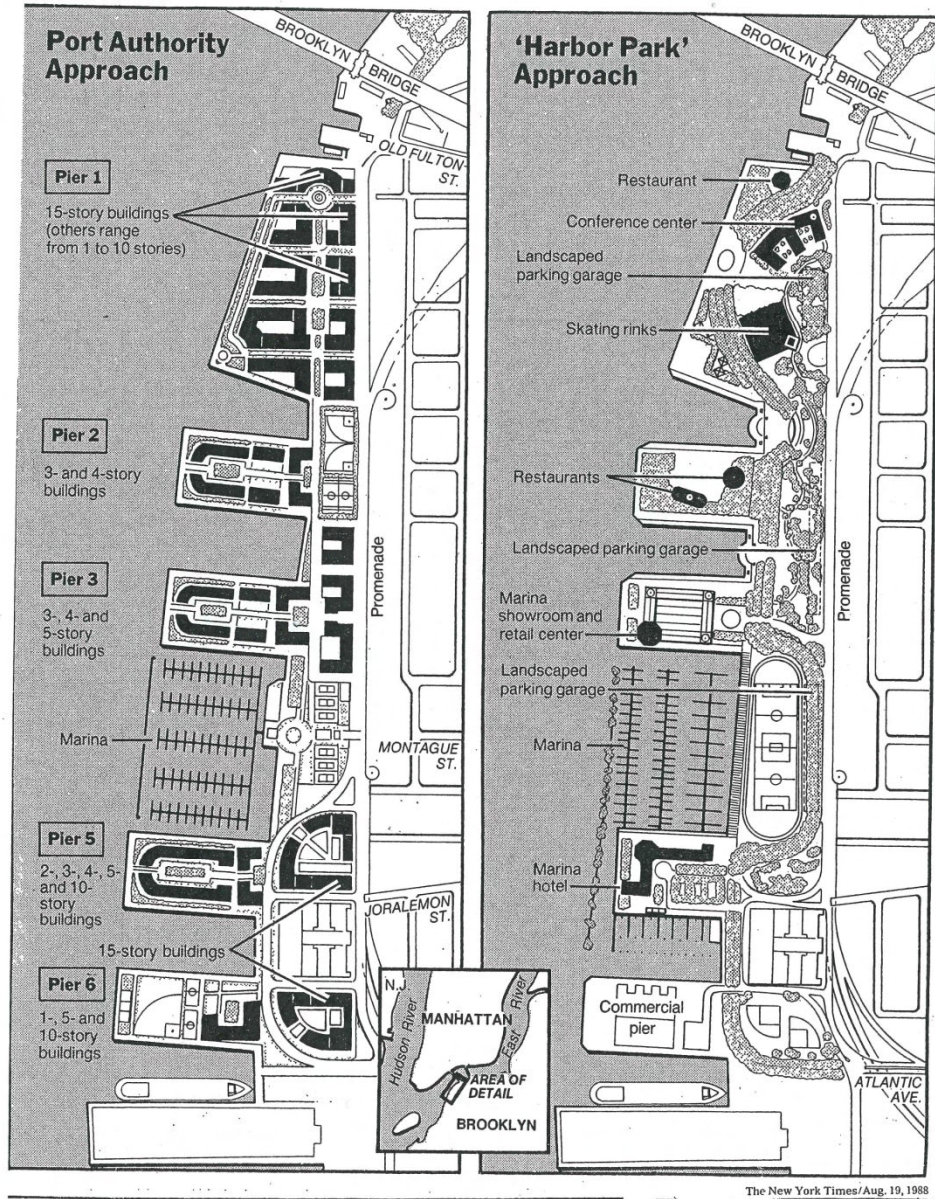 Port Authority
Approach
BROOKLYN
BRIDGE
OLD FULTON
ST.
Pier 1
15-story buildings
(others range
from 1 to 10 stories)
Pier 2
3- and 4-story
buildings
Pier 3
3-, 4- and
5-story
buildings
Promenade
Marina
MONTAGUE
ST.
Pier 5
2-, 3-, 4-, 5-
and 10-
story
buildings
JORALEMON
ST.
15-story buildings
Pier 6
1-, 5- and
10-story
buildings
N.J.
Hudson River
MANHATTAN
East River
AREA OF
DETAIL
BROOKLYN
'Harbor Park'
Approach
BROOKLYN
BRIDGE
Restaurant
Conference center
Landscaped
parking garage
Skating rinks
Restaurants
Landscaped parking garage
Promenade
Marina
showroom and
retail center
Landscaped
parking garage
Marina
Marina
hotel
Commercial
pier
ATLANTIC
AVE.
The New York Times/Aug. 19, 1988